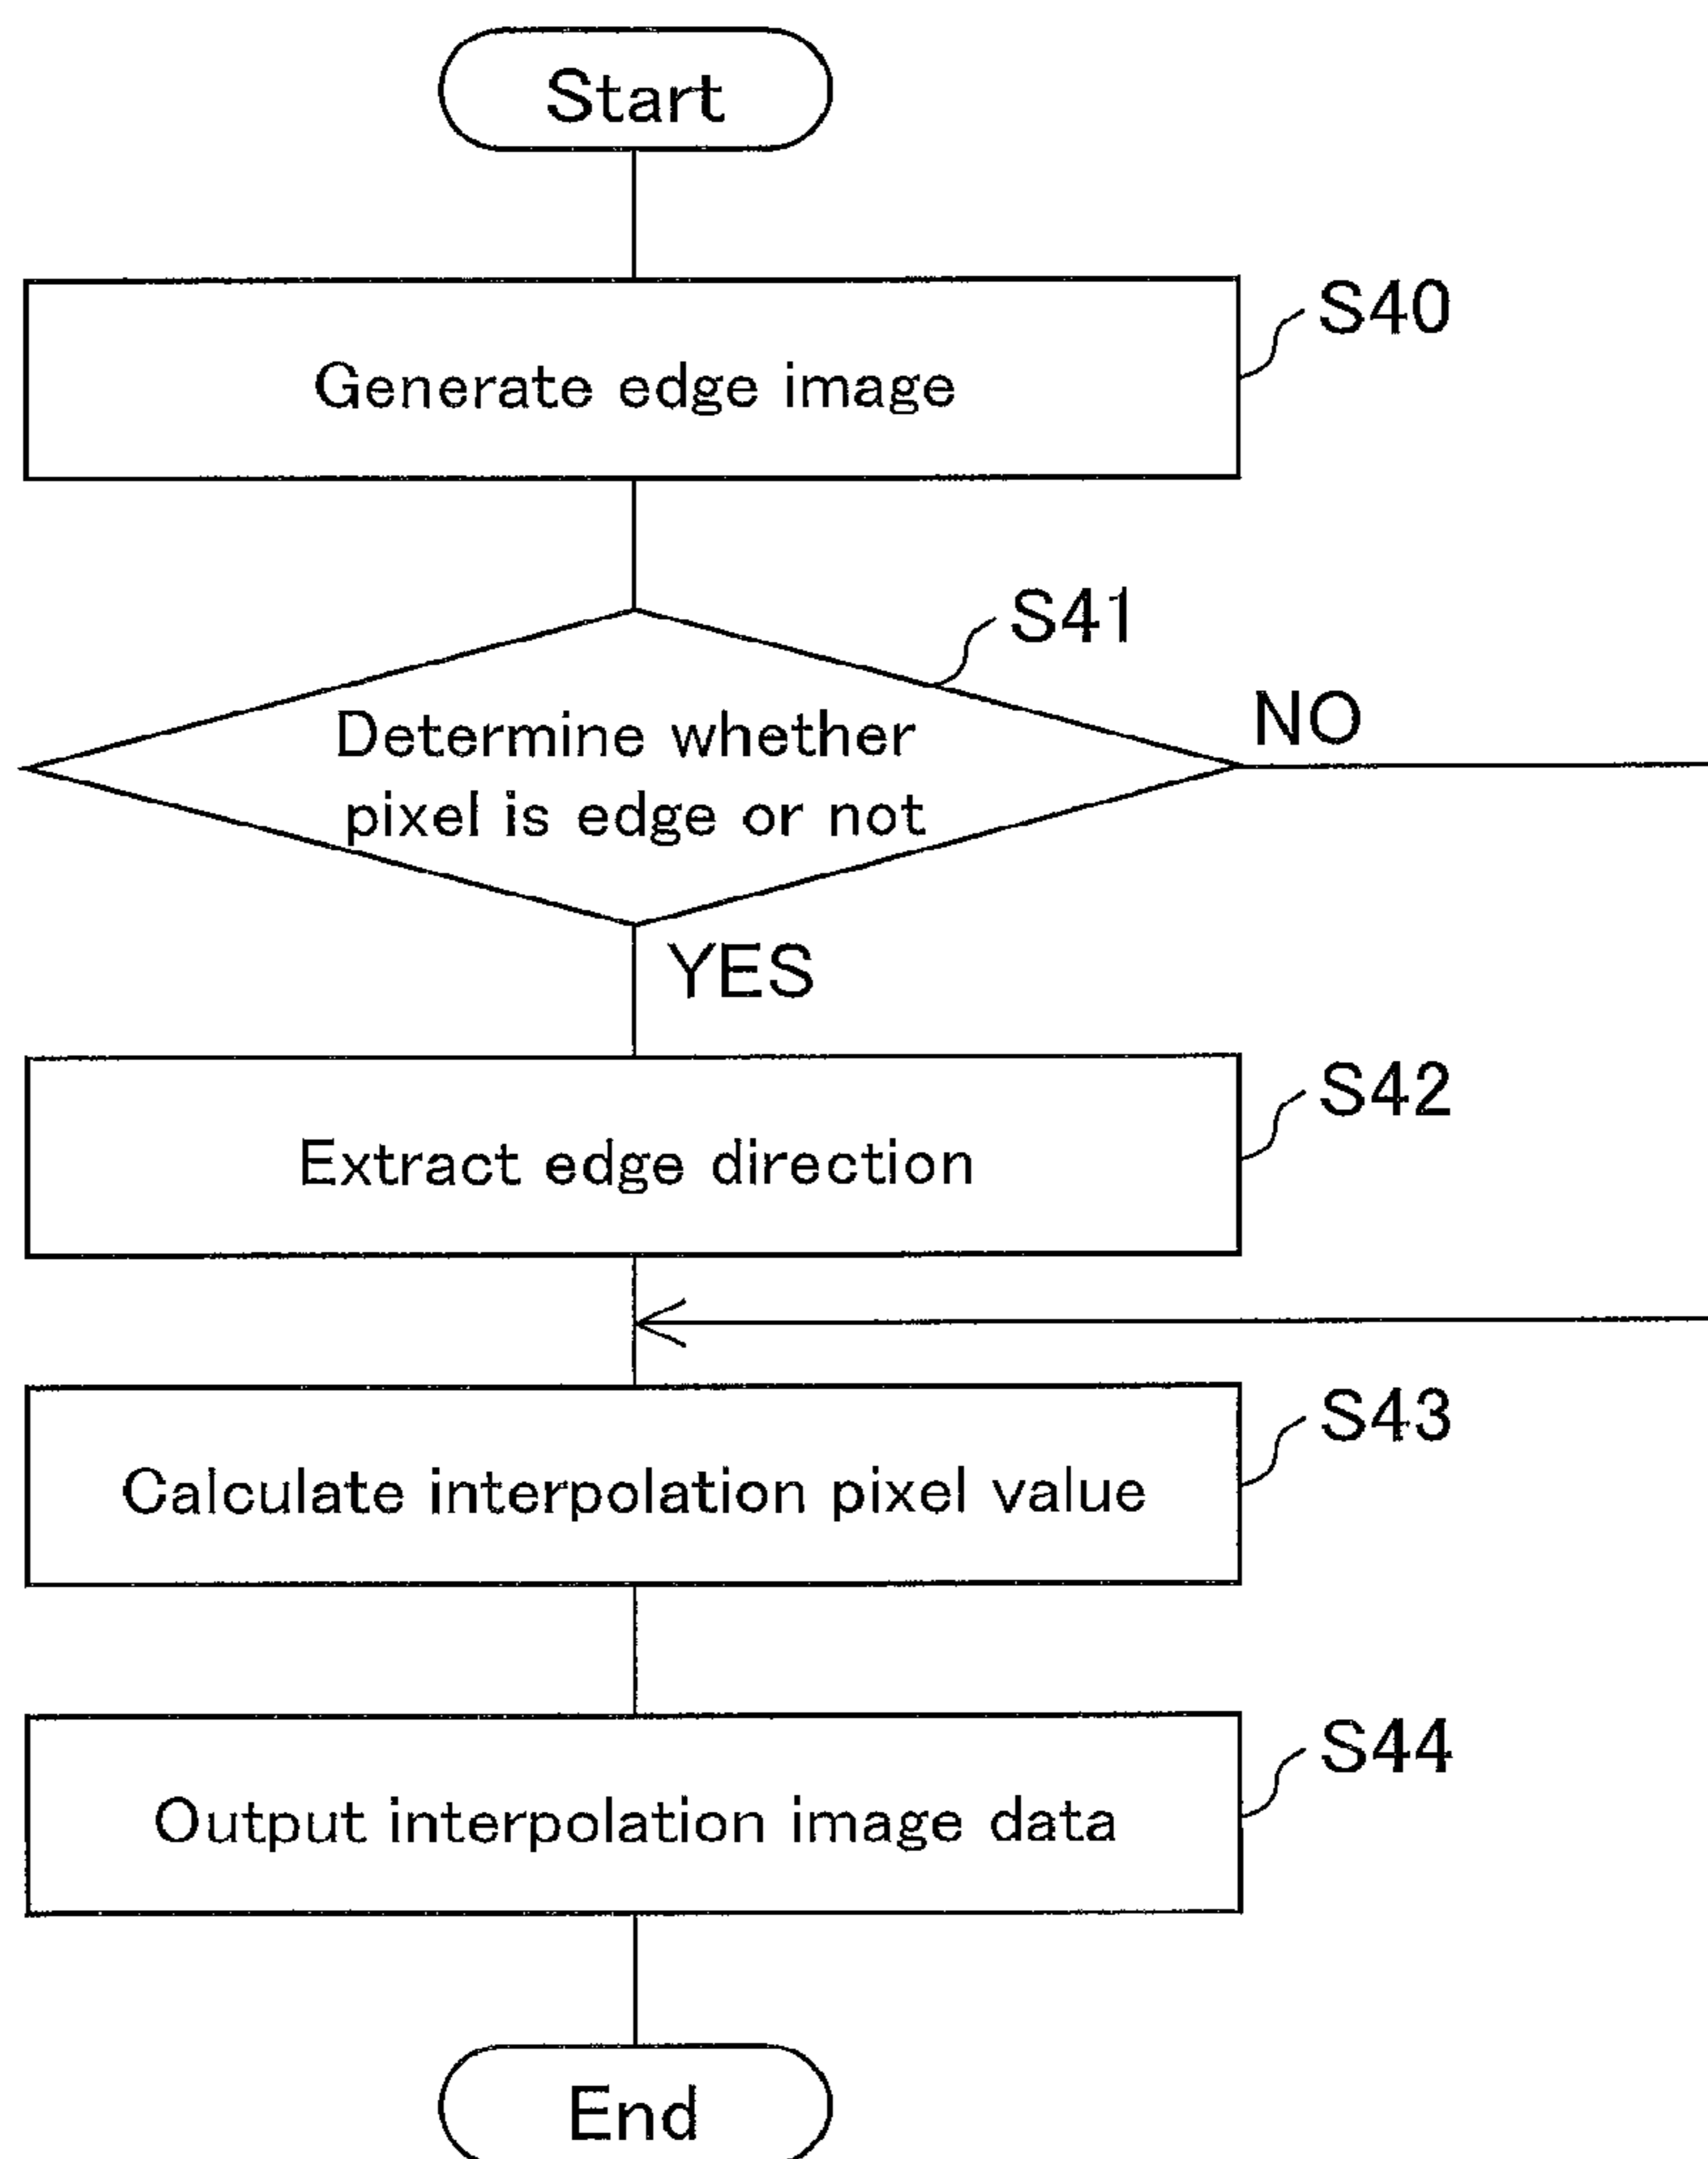 Start
S40
Generate edge image
S41
Determine whether
pixel is edge or not
NO
YES
S42
Extract edge direction
S43
Calculate interpolation pixel value
S44
Output interpolation image data
End